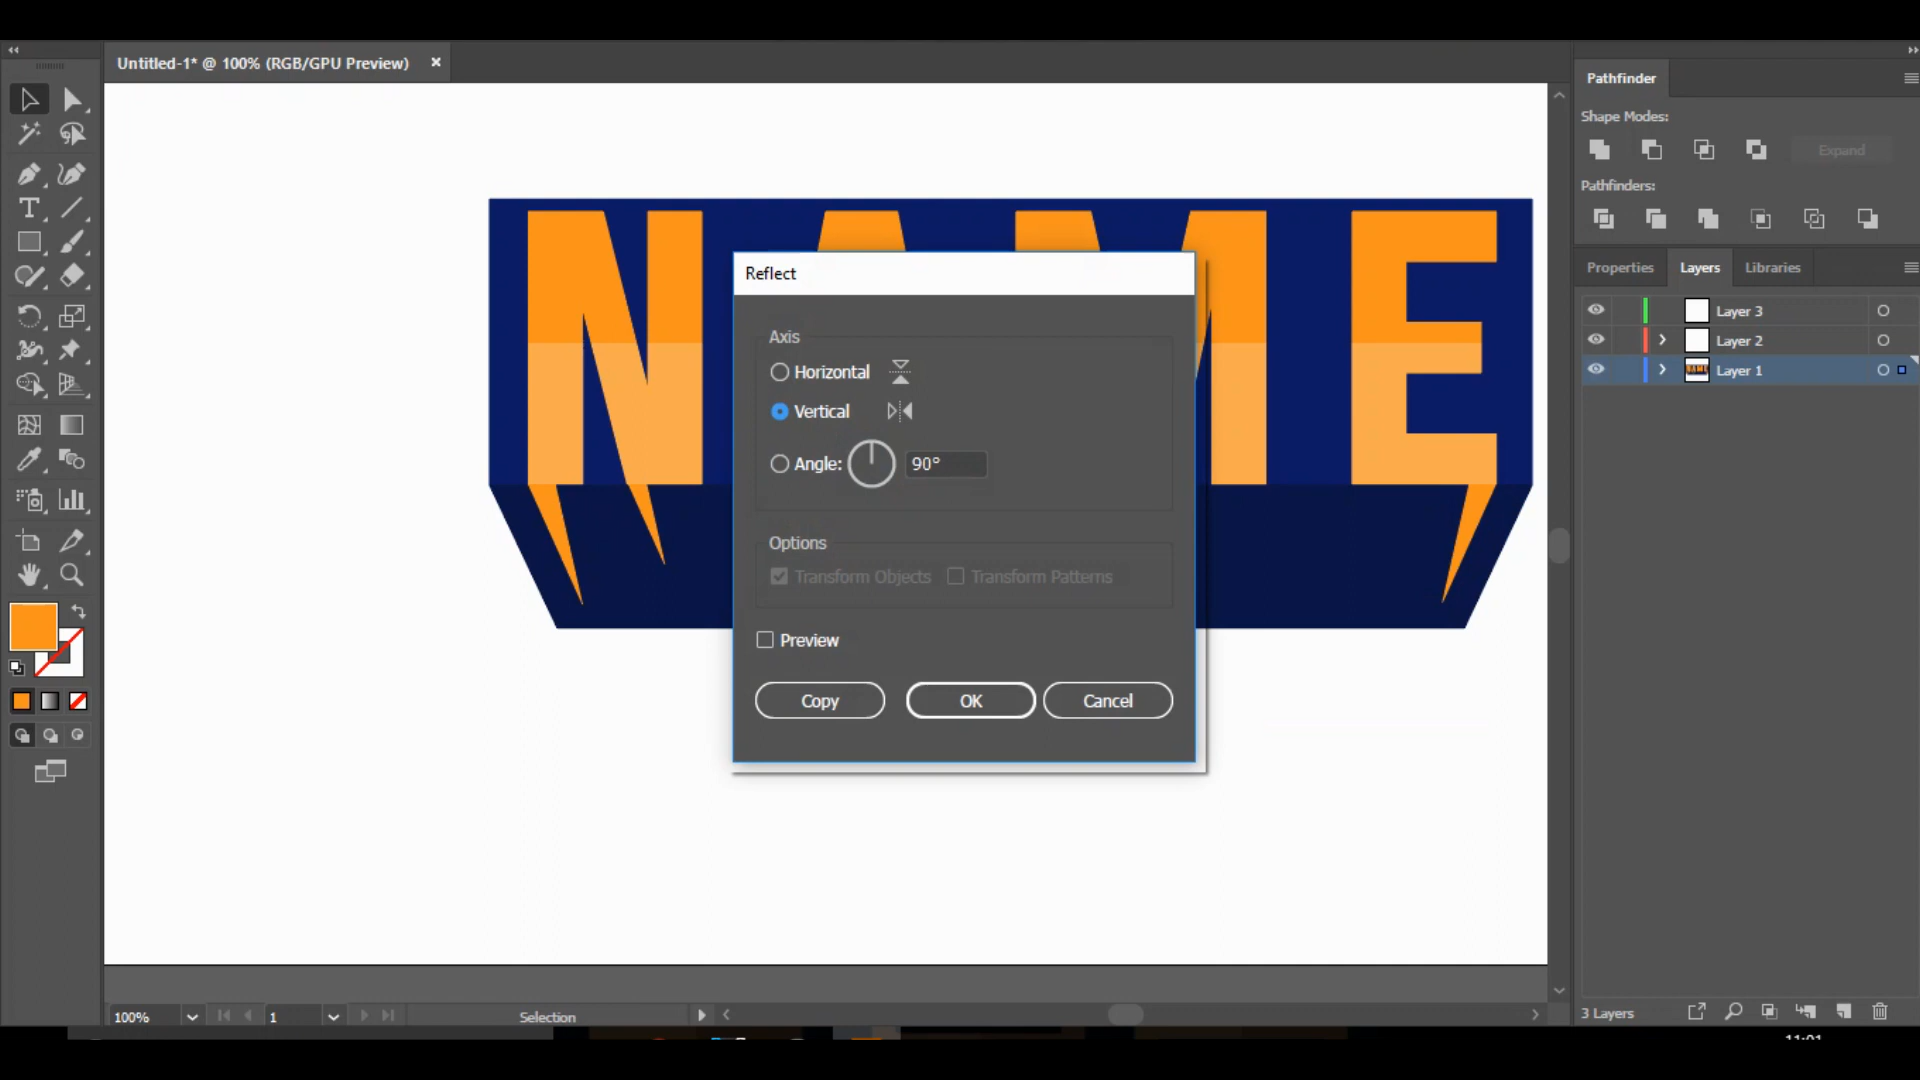 Untitled-1* @ 100% (RGB/GPU Preview) ×
Pathfinder
Shape Modes:
Expand
Pathfinders:
Properties Layers Libraries
Layer 3
Layer 2
Layer 1
NAME
Reflect
Axis
Horizontal
Vertical
Angle: 90°
Options
Transform Objects Transform Patterns
Preview
Copy OK Cancel
100% 1 Selection
3 Layers